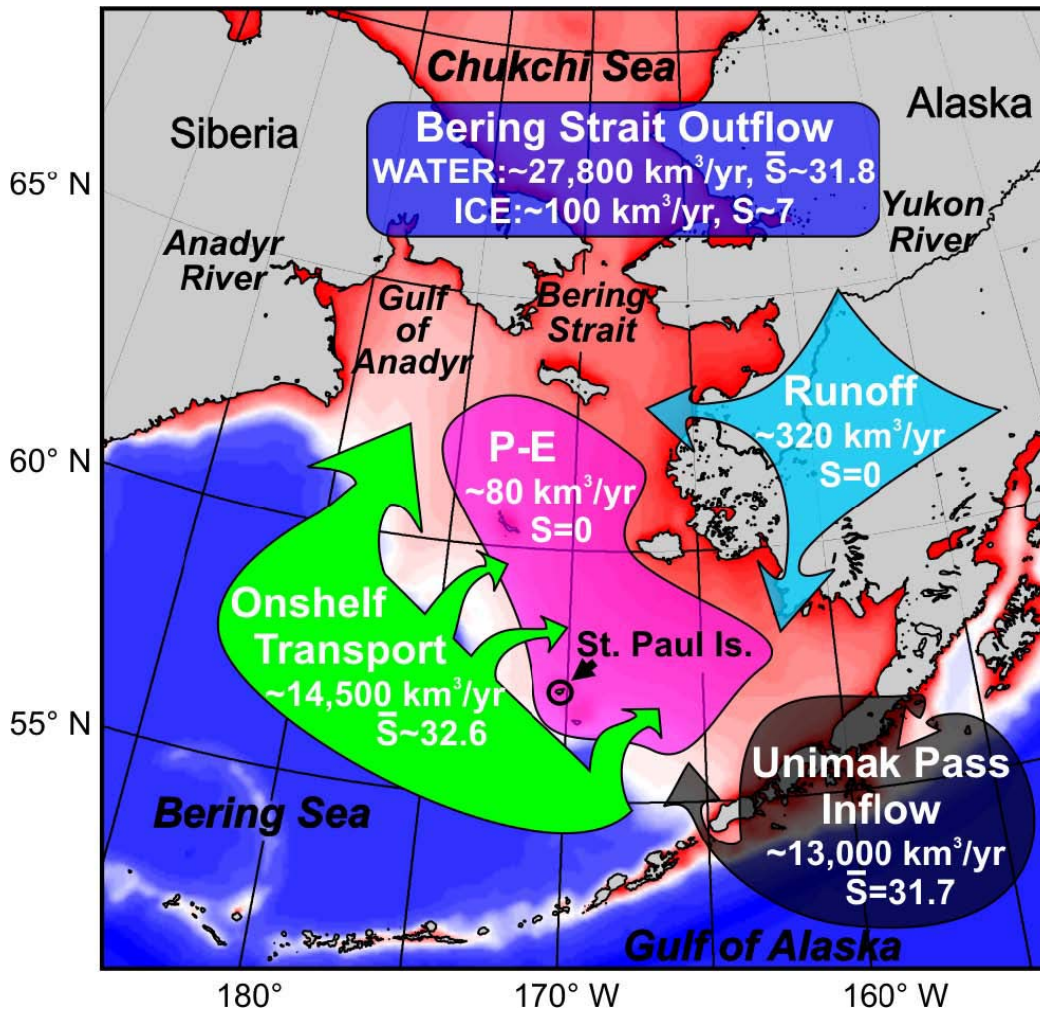 Chukchi Sea
Siberia
Alaska
Bering Strait Outflow
WATER:~27,800 km³/yr, S̄~31.8
ICE:~100 km³/yr, S~7
65° N
Anadyr
River
Yukon
River
Gulf
of
Anadyr
Bering
Strait
Runoff
~320 km³/yr
S=0
60° N
P-E
~80 km³/yr
S=0
Onshelf
Transport
~14,500 km³/yr
S̄~32.6
St. Paul Is.
55° N
Unimak Pass
Inflow
~13,000 km³/yr
S̄=31.7
Bering Sea
Gulf of Alaska
180°
170° W
160° W